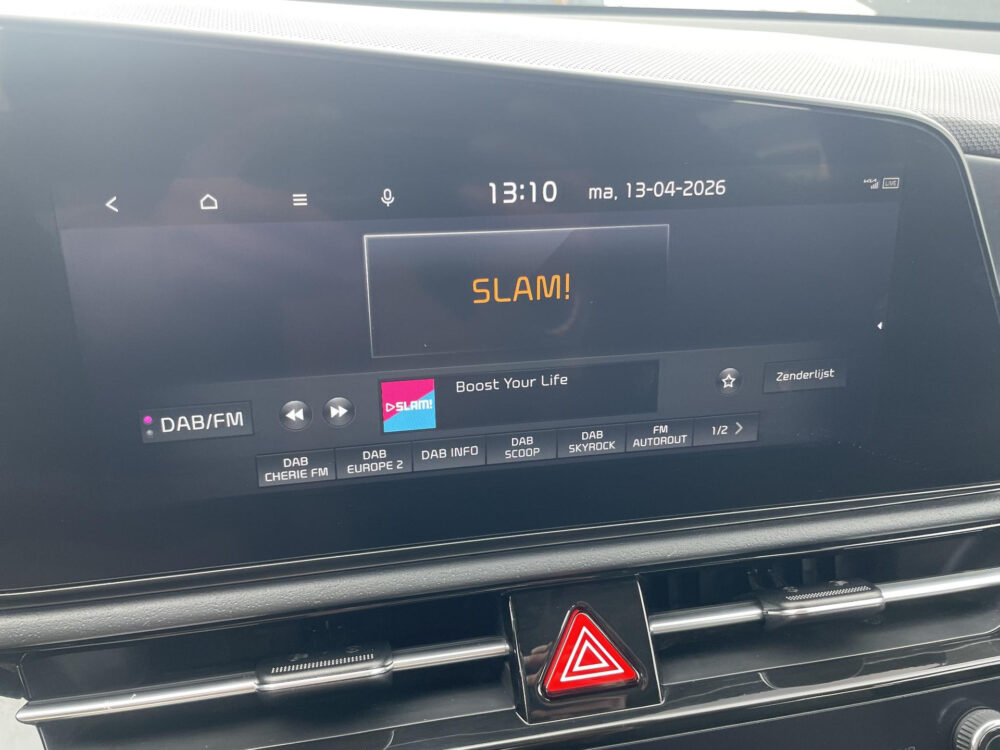 13:10 ma, 13-04-2026
LIVE
SLAM!
SLAM!
Boost Your Life
Zenderlijst
DAB/FM
DAB
CHERIE FM
DAB
EUROPE 2
DAB INFO
DAB
SCOOP
DAB
SKYROCK
FM
AUTOROUT
1/2